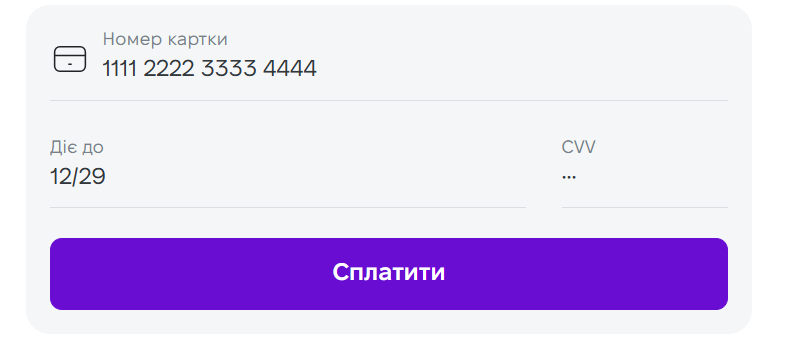 Номер картки
1111 2222 3333 4444
Діє до
12/29
CVV
···
Сплатити